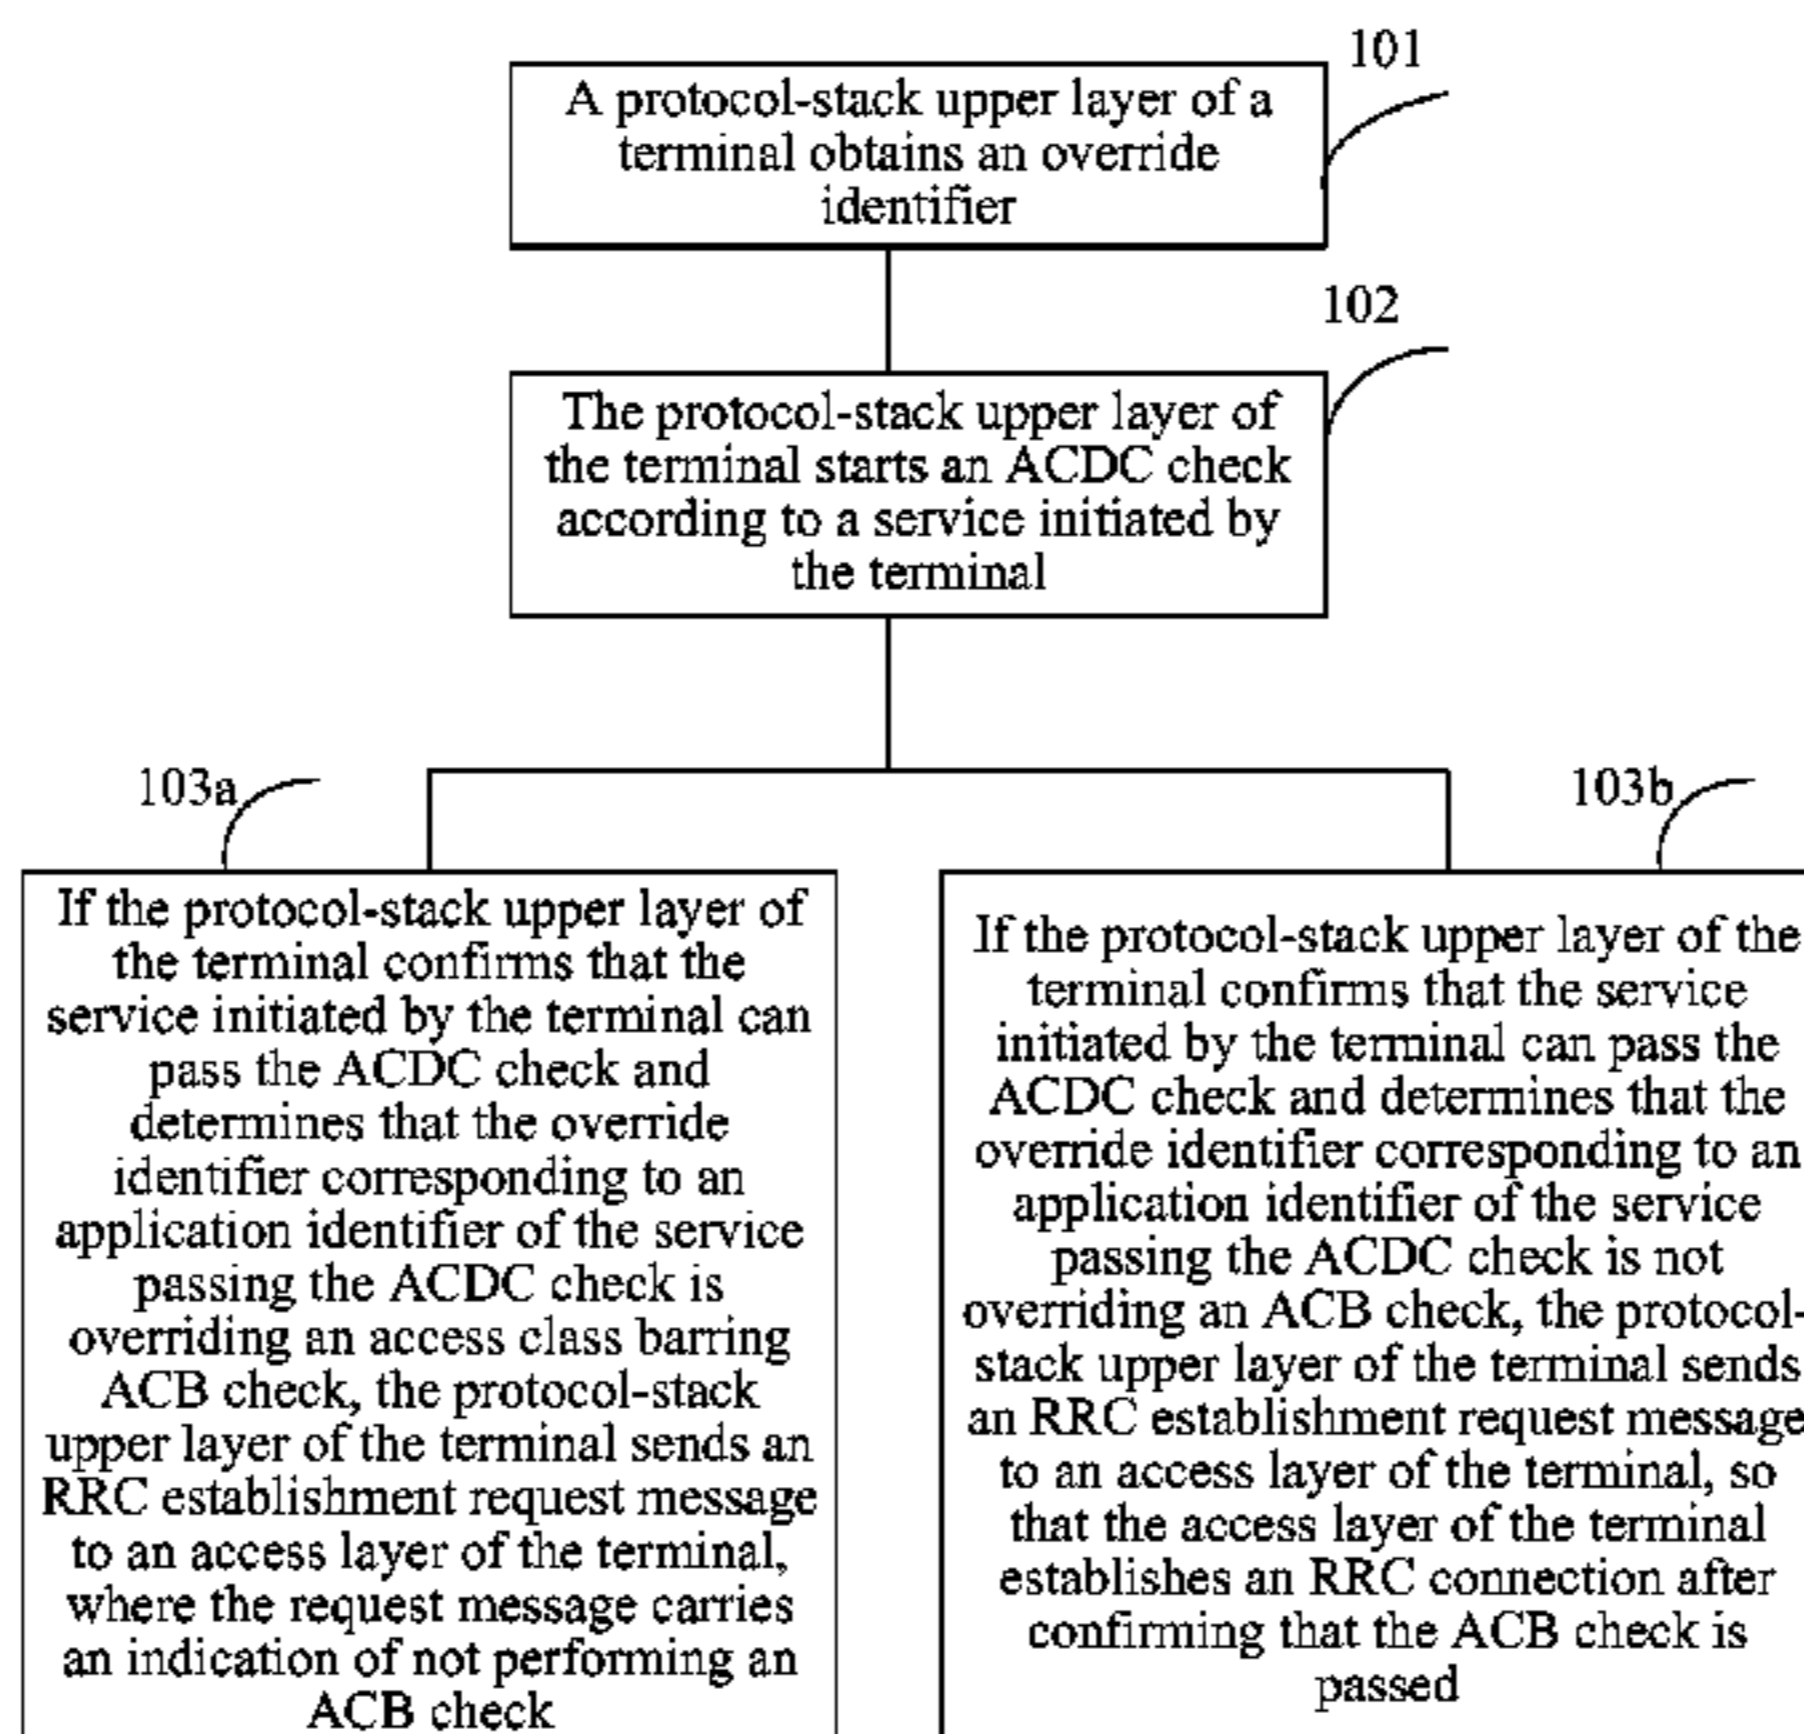 101
A protocol-stack upper layer of a
terminal obtains an override
identifier
102
The protocol-stack upper layer of
the terminal starts an ACDC check
according to a service initiated by
the terminal
103a
If the protocol-stack upper layer of
the terminal confirms that the
service initiated by the terminal can
pass the ACDC check and
determines that the override
identifier corresponding to an
application identifier of the service
passing the ACDC check is
overriding an access class barring
ACB check, the protocol-stack
upper layer of the terminal sends an
RRC establishment request message
to an access layer of the terminal,
where the request message carries
an indication of not performing an
ACB check
103b
If the protocol-stack upper layer of the
terminal confirms that the service
initiated by the terminal can pass the
ACDC check and determines that the
override identifier corresponding to an
application identifier of the service
passing the ACDC check is not
overriding an ACB check, the protocol-
stack upper layer of the terminal sends
an RRC establishment request message
to an access layer of the terminal, so
that the access layer of the terminal
establishes an RRC connection after
confirming that the ACB check is
passed